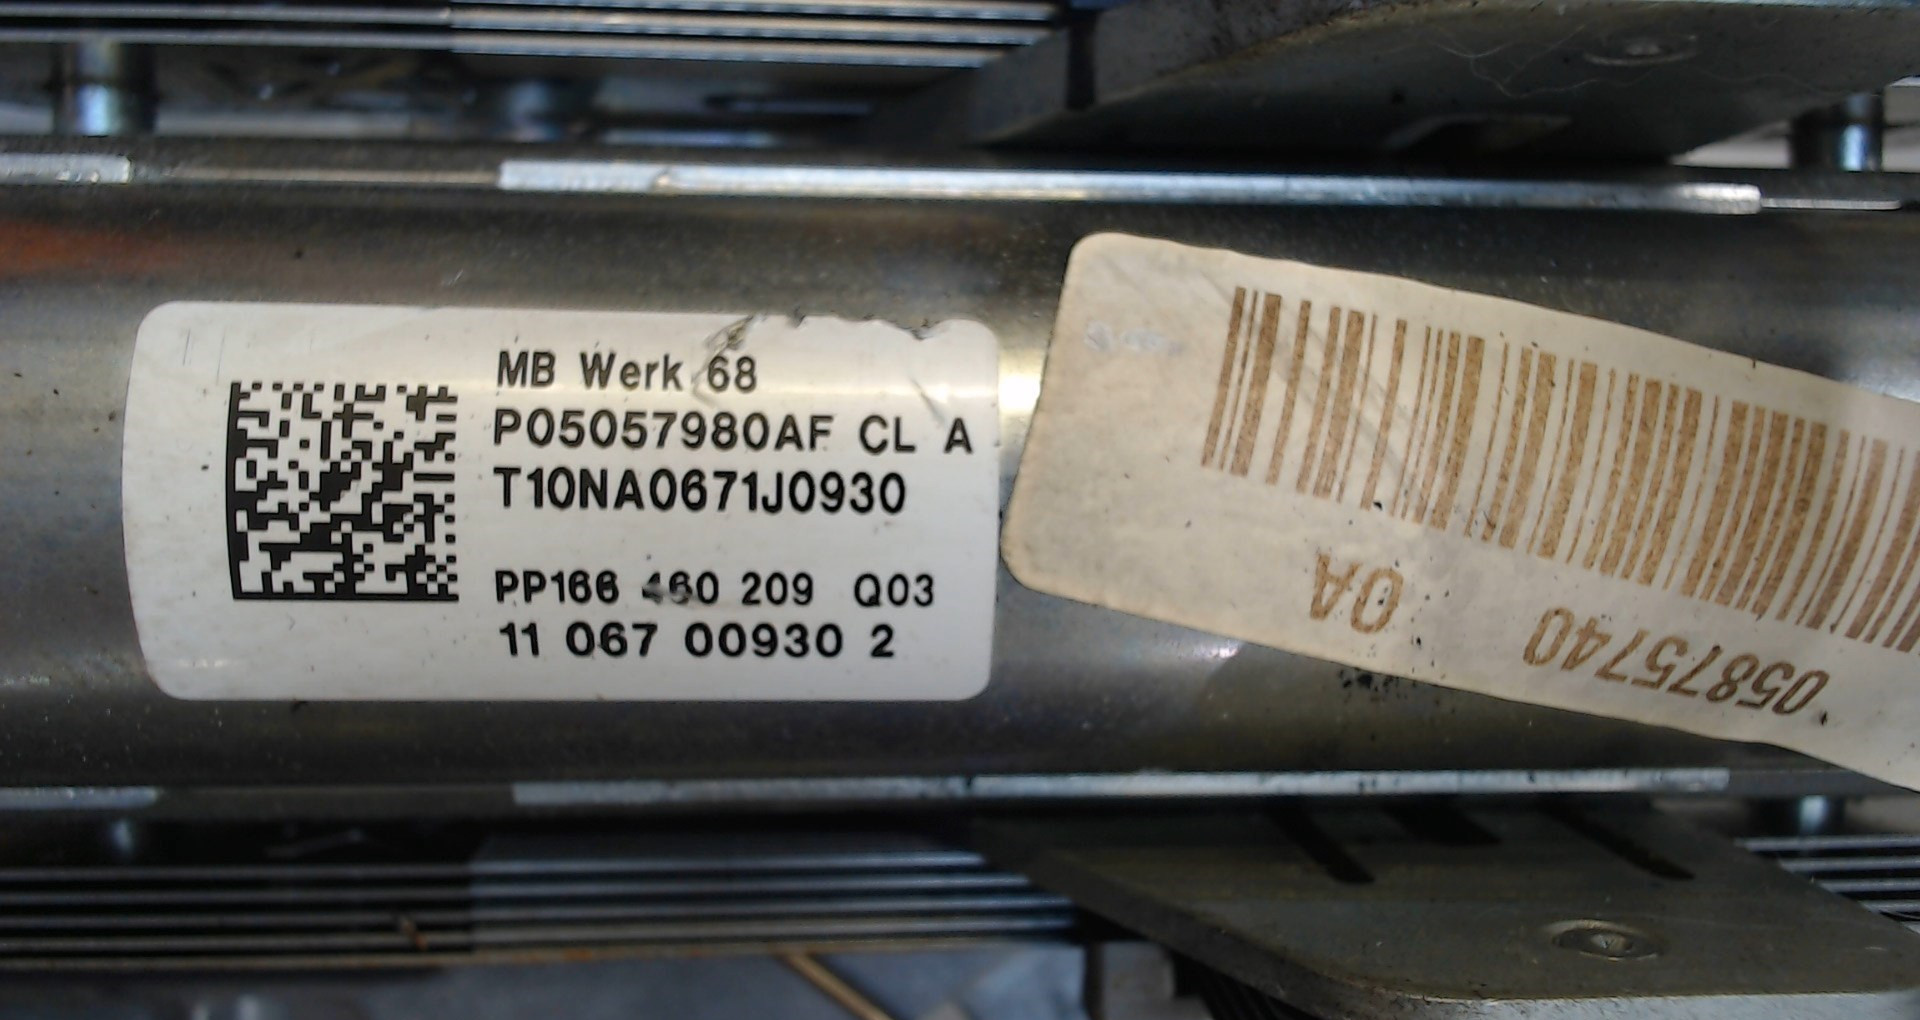 MB Werk 68
P05057980AF CL A
T10NA0671J0930
PP166 460 209 Q03
11 067 00930 2
05875740 0A